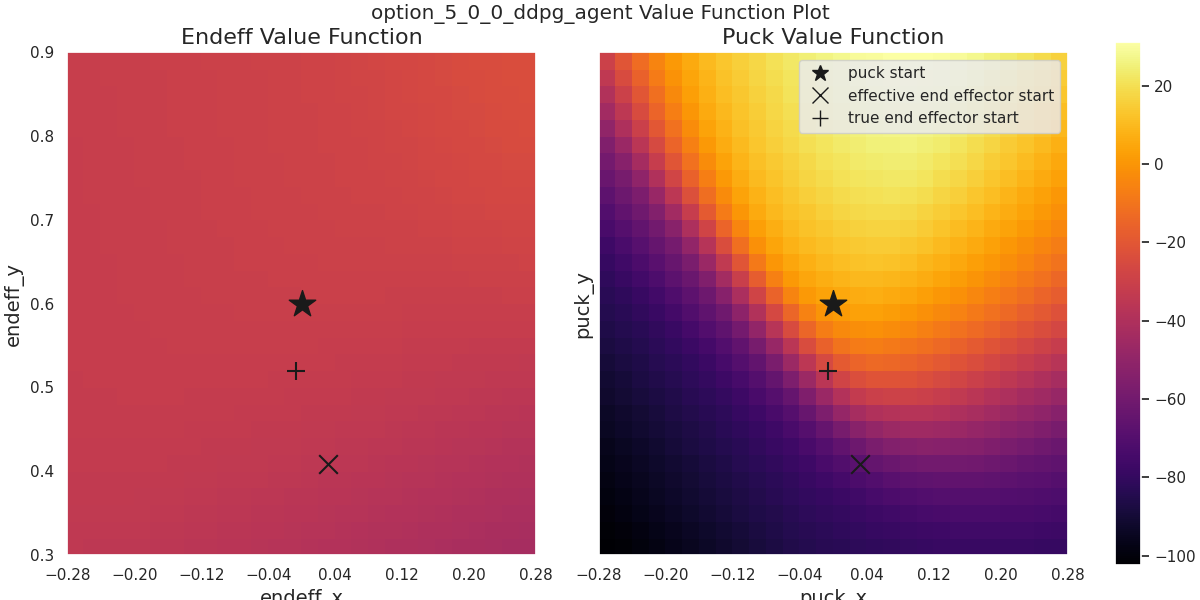 option_5_0_0_ddpg_agent Value Function Plot
Endeff Value Function
Puck Value Function
0.9
0.8
0.7
0.6
0.5
0.4
0.3
endeff_y
−0.28 −0.20 −0.12 −0.04 0.04 0.12 0.20 0.28
endeff_x
puck_y
puck start
effective end effector start
true end effector start
−0.28 −0.20 −0.12 −0.04 0.04 0.12 0.20 0.28
puck_x
20
0
−20
−40
−60
−80
−100